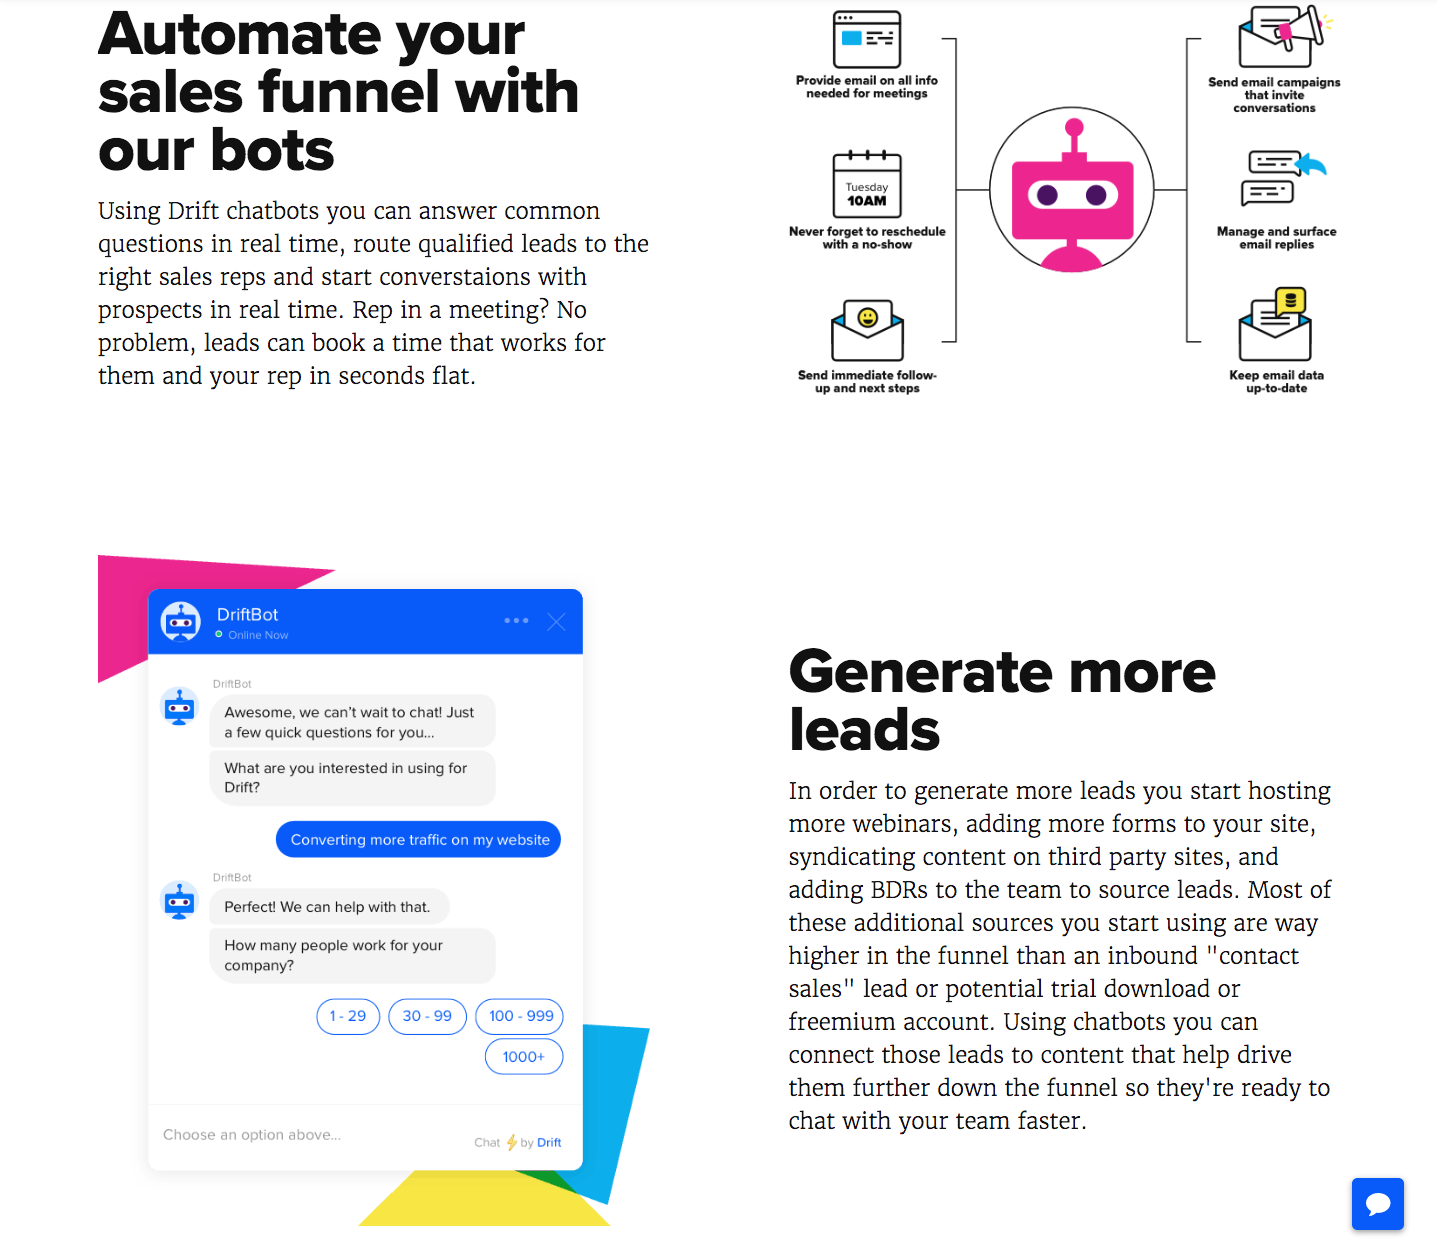 Automate your
sales funnel with
our bots
Using Drift chatbots you can answer common
questions in real time, route qualified leads to the
right sales reps and start converstaions with
prospects in real time. Rep in a meeting? No
problem, leads can book a time that works for
them and your rep in seconds flat.
Provide email on all info
needed for meetings
Tuesday
10AM
Never forget to reschedule
with a no-show
Send immediate follow-
up and next steps
Send email campaigns
that invite
conversations
Manage and surface
email replies
Keep email data
up-to-date
DriftBot
Online Now
DriftBot
Awesome, we can't wait to chat! Just
a few quick questions for you...
What are you interested in using for
Drift?
Converting more traffic on my website
DriftBot
Perfect! We can help with that.
How many people work for your
company?
1 - 29
30 - 99
100 - 999
1000+
Choose an option above...
Chat by Drift
Generate more
leads
In order to generate more leads you start hosting
more webinars, adding more forms to your site,
syndicating content on third party sites, and
adding BDRs to the team to source leads. Most of
these additional sources you start using are way
higher in the funnel than an inbound "contact
sales" lead or potential trial download or
freemium account. Using chatbots you can
connect those leads to content that help drive
them further down the funnel so they're ready to
chat with your team faster.